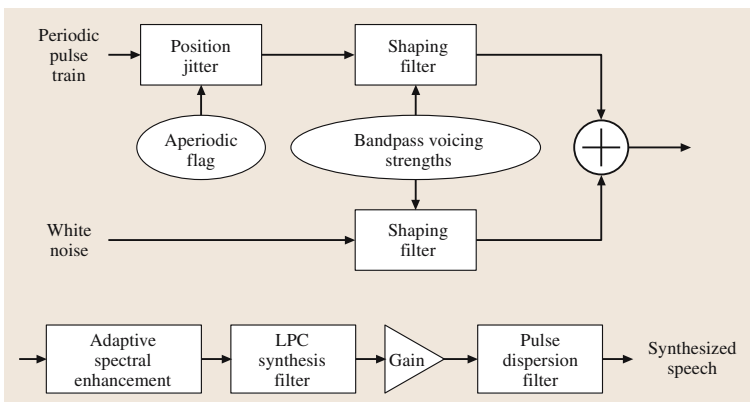 Periodic
pulse
train
Position
jitter
Shaping
filter
Aperiodic
flag
Bandpass voicing
strengths
White
noise
Shaping
filter
Adaptive
spectral
enhancement
LPC
synthesis
filter
Gain
Pulse
dispersion
filter
Synthesized
speech